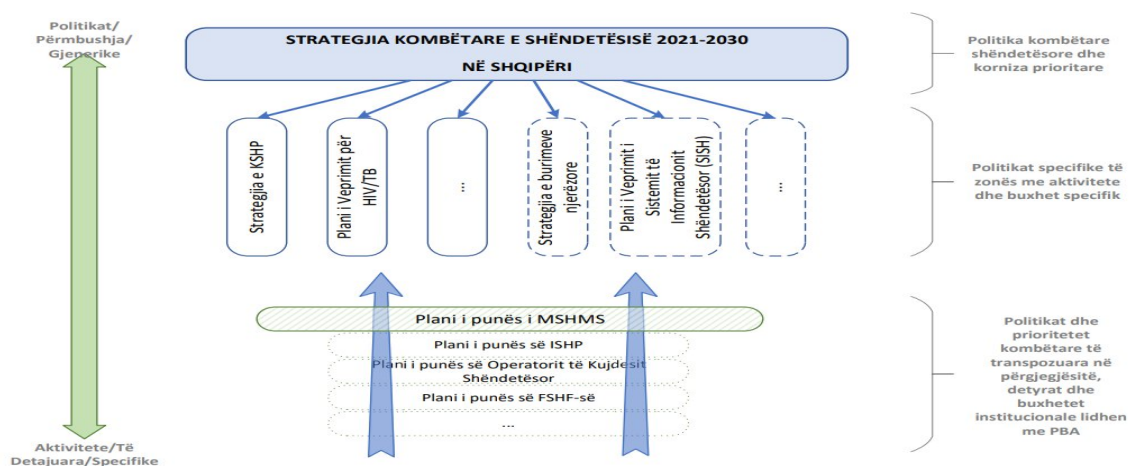 Politikat/
Përmbushja/
Gjenerike
STRATEGJIA KOMBËTARE E SHËNDETËSISË 2021-2030
NË SHQIPËRI
Politika kombëtare
shëndetësore dhe
korniza prioritare
Strategjia e KSHP
Plani i Veprimit për
HIV/TB
...
Strategjia e burimeve
njerëzore
Plani i Veprimit i
Sistemit të
Informacionit
Shëndetësor (SISH)
...
Politikat specifike të
zonës me aktivitete
dhe buxhet specifik
Plani i punës i MSHMS
Plani i punës së ISHP
Plani i punës së Operatorit të Kujdesit
Shëndetësor
Plani i punës së FSHF-së
...
Politikat dhe
prioritetet
kombëtare të
transpozuara në
përgjegjësitë,
detyrat dhe
buxhetet
institucionale lidhen
me PBA
Aktivitete/Të
Detajuara/Specifike